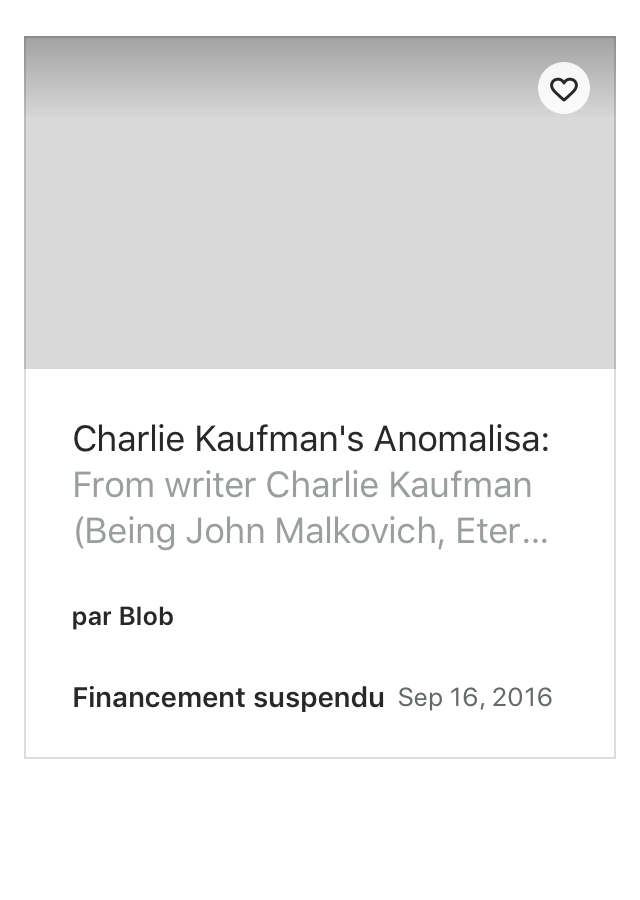 Charlie Kaufman's Anomalisa:
From writer Charlie Kaufman
(Being John Malkovich, Eter...
par Blob
Financement suspendu Sep 16, 2016